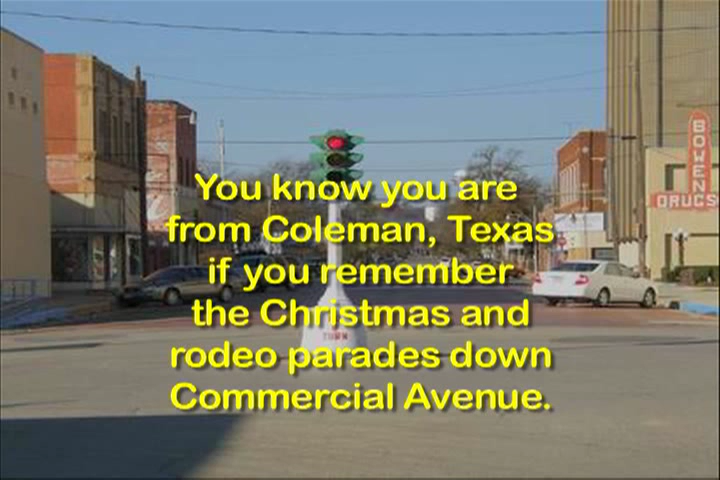 BOWEN
DRUGS
You know you are
from Coleman, Texas
if you remember
the Christmas and
rodeo parades down
Commercial Avenue.
TURN